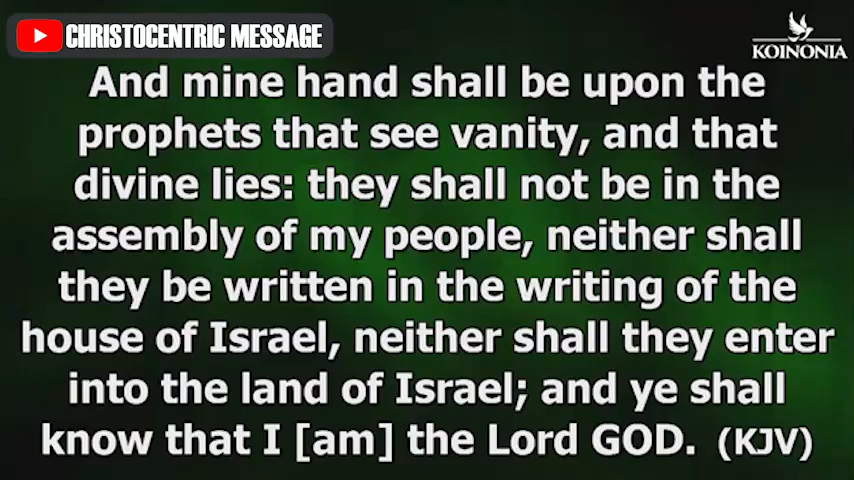 CHRISTOCENTRIC MESSAGE
KOINONIA
And mine hand shall be upon the
prophets that see vanity, and that
divine lies: they shall not be in the
assembly of my people, neither shall
they be written in the writing of the
house of Israel, neither shall they enter
into the land of Israel; and ye shall
know that I [am] the Lord GOD. (KJV)